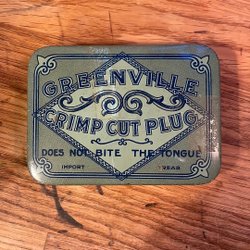 GREENVILLE
CRIMP CUT PLUG
DOES NOT BITE THE TONGUE
IMPORT